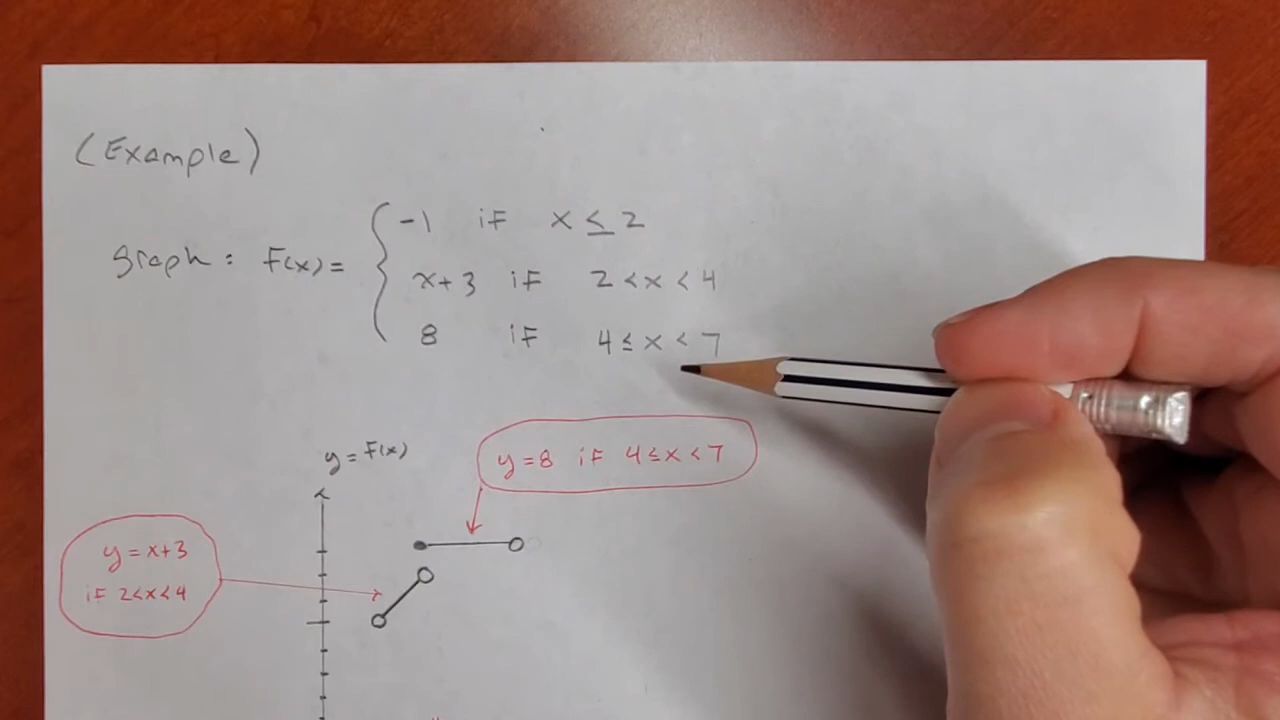 (Example)
graph: F(x) =
-1 if x ≤ 2
x+3 if 2 < x < 4
8 if 4 ≤ x < 7
y = F(x)
y = 8 if 4 ≤ x < 7
y = x+3
if 2 < x < 4